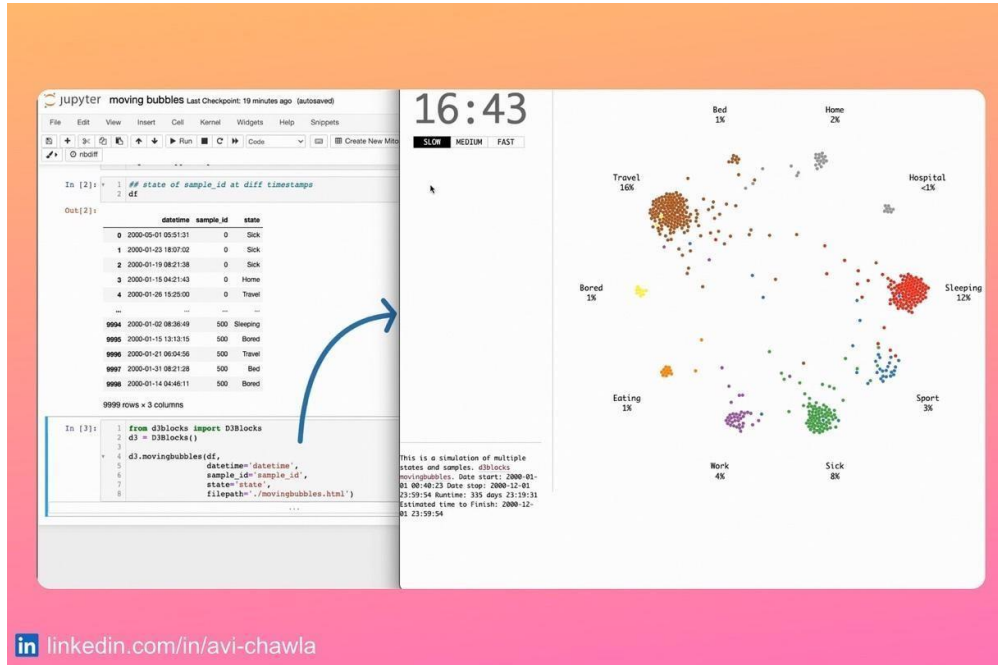 jupyter moving bubbles Last Checkpoint: 19 minutes ago (autosaved)
File Edit View Insert Cell Kernel Widgets Help Snippets
Run Code Create New Mito
nbdiff
In [2]: 1 ## state of sample_id at diff timestamps
2 df
Out[2]:
datetime sample_id state
0 2000-05-01 05:51:31 0 Sick
1 2000-01-23 18:07:02 0 Sick
2 2000-01-19 08:21:38 0 Sick
3 2000-01-15 04:21:43 0 Home
4 2000-01-26 15:25:00 0 Travel
... ... ... ...
9994 2000-01-02 08:36:49 500 Sleeping
9995 2000-01-15 13:13:15 500 Bored
9996 2000-01-21 06:04:56 500 Travel
9997 2000-01-31 08:21:28 500 Bed
9998 2000-01-14 04:46:11 500 Bored
9999 rows × 3 columns
In [3]: 1 from d3blocks import D3Blocks
2 d3 = D3Blocks()
3
4 d3.movingbubbles(df,
5 datetime='datetime',
6 sample_id='sample_id',
7 state='state',
8 filepath='./movingbubbles.html')
...
16:43
SLOW MEDIUM FAST
This is a simulation of multiple
states and samples. d3blocks
movingbubbles. Date start: 2000-01-
01 00:40:23 Date stop: 2000-12-01
23:59:54 Runtime: 335 days 23:19:31
Estimated time to Finish: 2000-12-
01 23:59:54
Bed
1%
Home
2%
Travel
16%
Hospital
<1%
Bored
1%
Sleeping
12%
Eating
1%
Sport
3%
Work
4%
Sick
8%
in linkedin.com/in/avi-chawla